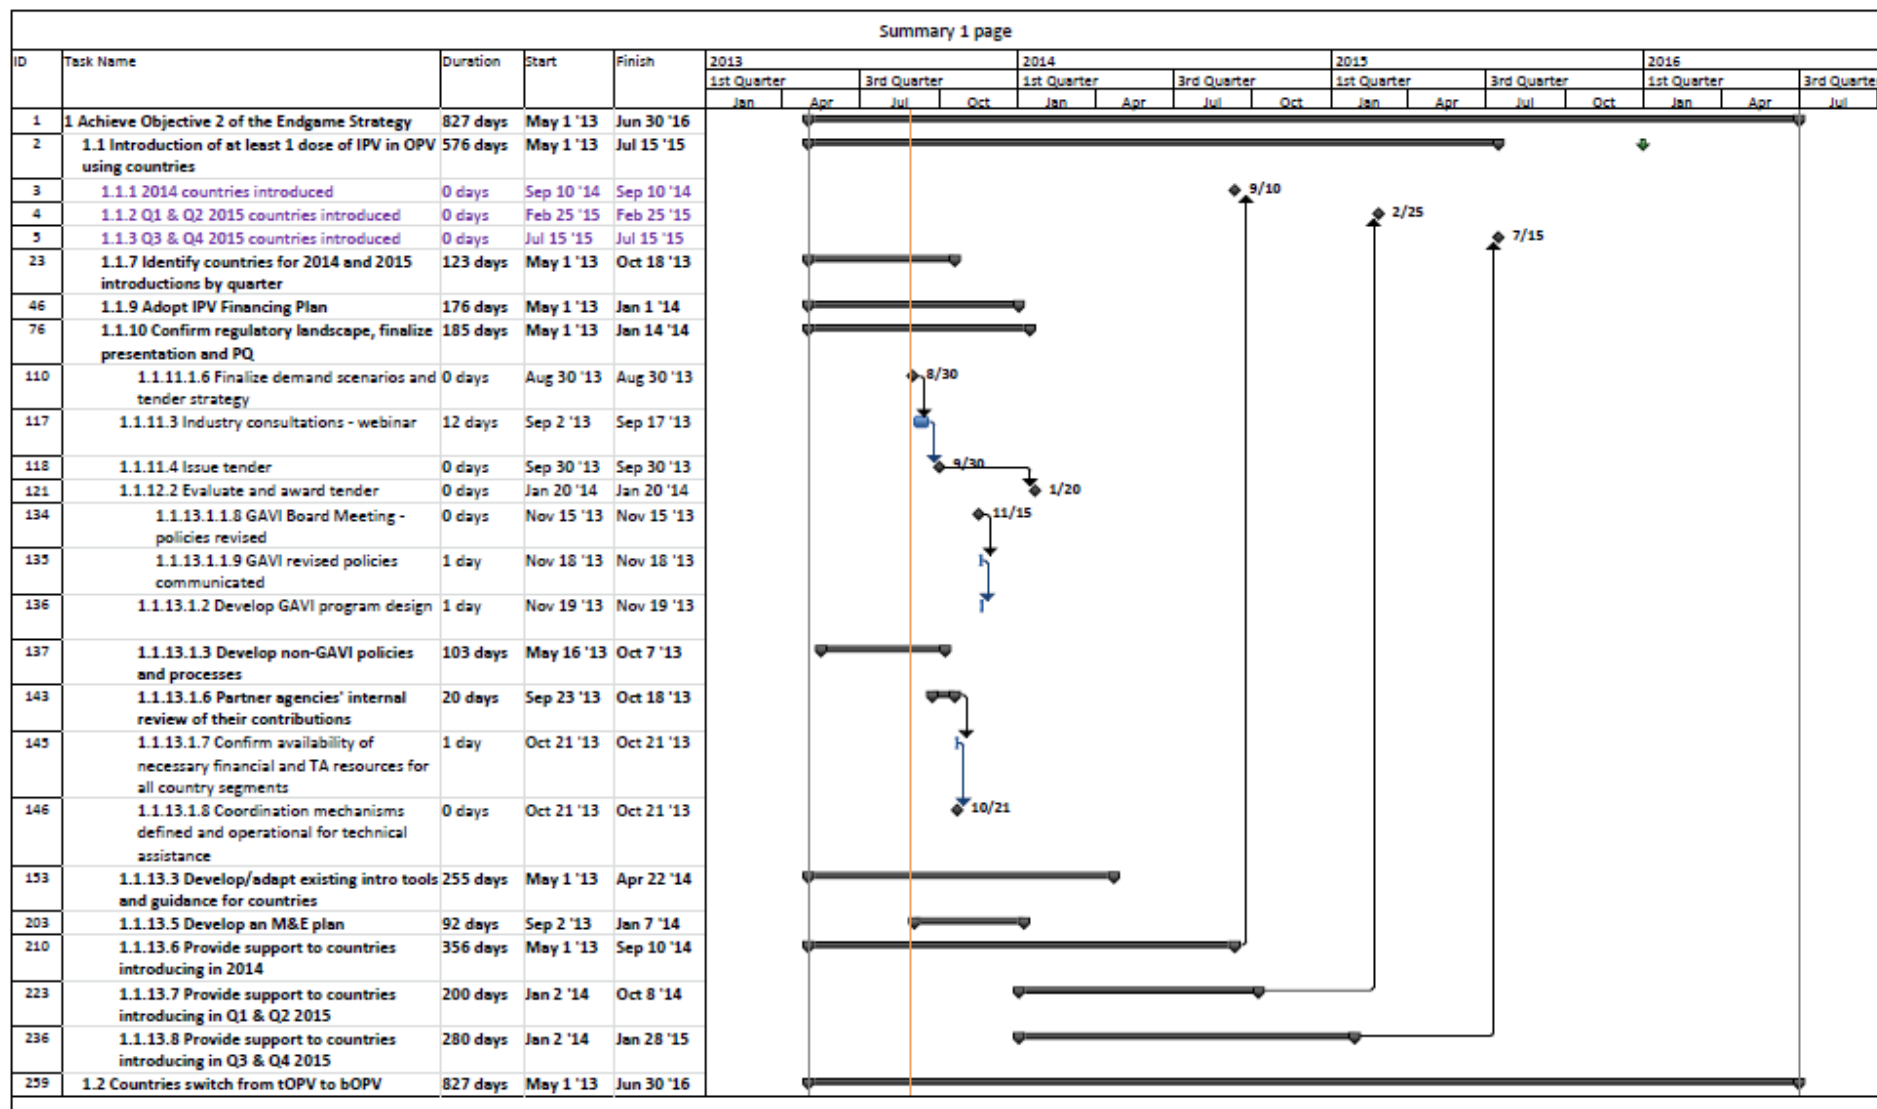 Summary 1 page
ID Task Name Duration Start Finish 2013 2014 2015 2016
1st Quarter 3rd Quarter 1st Quarter 3rd Quarter 1st Quarter 3rd Quarter 1st Quarter 3rd Quarte
Jan Apr Jul Oct Jan Apr Jul Oct Jan Apr Jul Oct Jan Apr Jul
1 1 Achieve Objective 2 of the Endgame Strategy 827 days May 1 '13 Jun 30 '16
2 1.1 Introduction of at least 1 dose of IPV in OPV 576 days May 1 '13 Jul 15 '15
using countries
3 1.1.1 2014 countries introduced 0 days Sep 10 '14 Sep 10 '14 9/10
4 1.1.2 Q1 & Q2 2015 countries introduced 0 days Feb 25 '15 Feb 25 '15 2/25
5 1.1.3 Q3 & Q4 2015 countries introduced 0 days Jul 15 '15 Jul 15 '15 7/15
23 1.1.7 Identify countries for 2014 and 2015 123 days May 1 '13 Oct 18 '13
introductions by quarter
46 1.1.9 Adopt IPV Financing Plan 176 days May 1 '13 Jan 1 '14
76 1.1.10 Confirm regulatory landscape, finalize 185 days May 1 '13 Jan 14 '14
presentation and PQ
110 1.1.11.1.6 Finalize demand scenarios and 0 days Aug 30 '13 Aug 30 '13 8/30
tender strategy
117 1.1.11.3 Industry consultations - webinar 12 days Sep 2 '13 Sep 17 '13
118 1.1.11.4 Issue tender 0 days Sep 30 '13 Sep 30 '13 9/30
121 1.1.12.2 Evaluate and award tender 0 days Jan 20 '14 Jan 20 '14 1/20
134 1.1.13.1.1.8 GAVI Board Meeting - 0 days Nov 15 '13 Nov 15 '13 11/15
policies revised
135 1.1.13.1.1.9 GAVI revised policies 1 day Nov 18 '13 Nov 18 '13
communicated
136 1.1.13.1.2 Develop GAVI program design 1 day Nov 19 '13 Nov 19 '13
137 1.1.13.1.3 Develop non-GAVI policies 103 days May 16 '13 Oct 7 '13
and processes
143 1.1.13.1.6 Partner agencies' internal 20 days Sep 23 '13 Oct 18 '13
review of their contributions
145 1.1.13.1.7 Confirm availability of 1 day Oct 21 '13 Oct 21 '13
necessary financial and TA resources for
all country segments
146 1.1.13.1.8 Coordination mechanisms 0 days Oct 21 '13 Oct 21 '13 10/21
defined and operational for technical
assistance
153 1.1.13.3 Develop/adapt existing intro tools 255 days May 1 '13 Apr 22 '14
and guidance for countries
203 1.1.13.5 Develop an M&E plan 92 days Sep 2 '13 Jan 7 '14
210 1.1.13.6 Provide support to countries 356 days May 1 '13 Sep 10 '14
introducing in 2014
223 1.1.13.7 Provide support to countries 200 days Jan 2 '14 Oct 8 '14
introducing in Q1 & Q2 2015
236 1.1.13.8 Provide support to countries 280 days Jan 2 '14 Jan 28 '15
introducing in Q3 & Q4 2015
259 1.2 Countries switch from tOPV to bOPV 827 days May 1 '13 Jun 30 '16